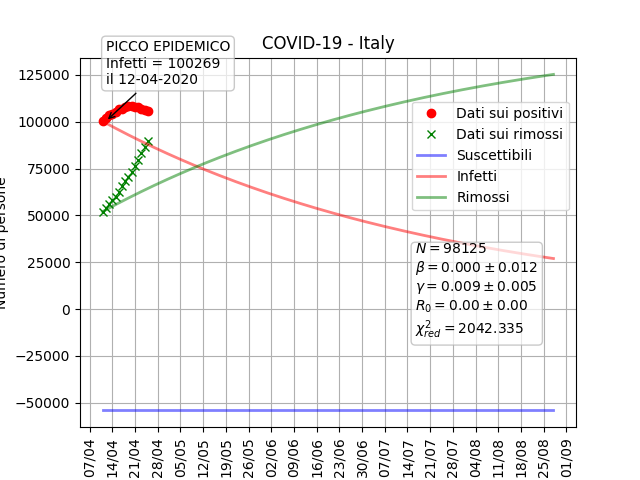 COVID-19 - Italy
PICCO EPIDEMICO
Infetti = 100269
il 12-04-2020
Numero di persone
125000
100000
75000
50000
25000
0
−25000
−50000
Dati sui positivi
Dati sui rimossi
Suscettibili
Infetti
Rimossi
N = 98125
β = 0.000 ± 0.012
γ = 0.009 ± 0.005
R₀ = 0.00 ± 0.00
χ²red = 2042.335
07/04
14/04
21/04
28/04
05/05
12/05
19/05
26/05
02/06
09/06
16/06
23/06
30/06
07/07
14/07
21/07
28/07
04/08
11/08
18/08
25/08
01/09